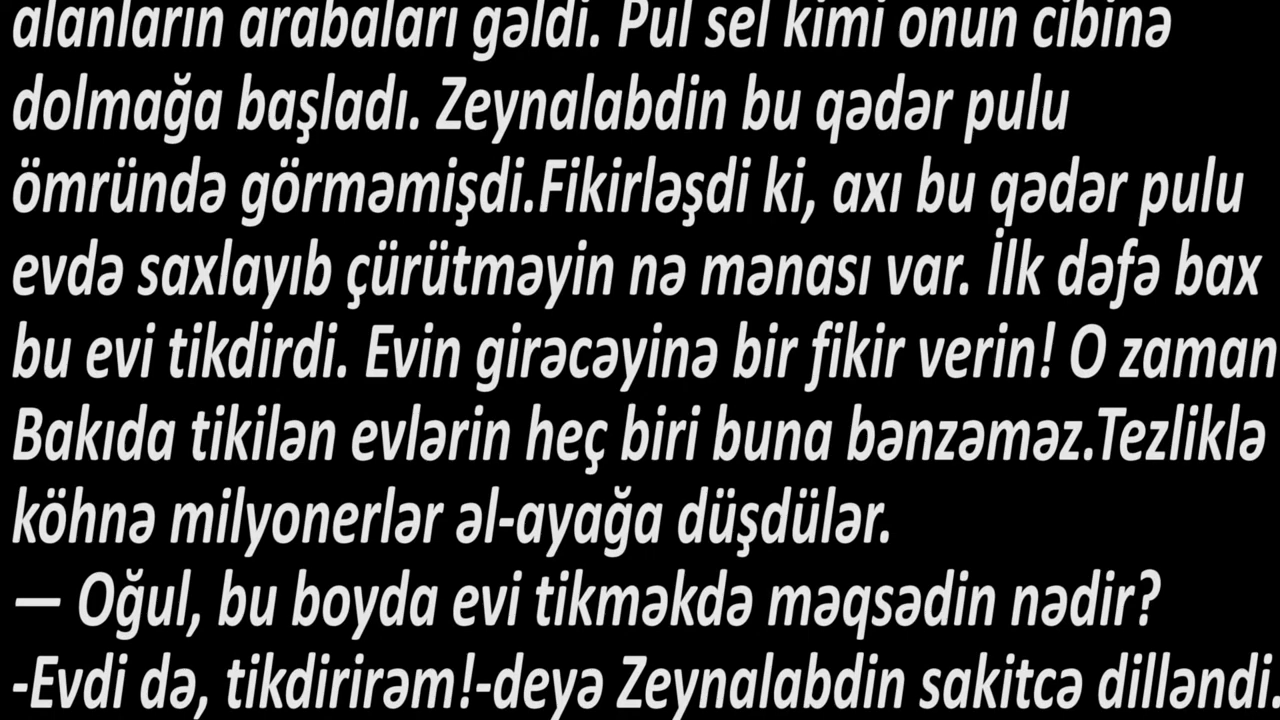 alanların arabaları gəldi. Pul sel kimi onun cibinə
dolmağa başladı. Zeynalabdin bu qədər pulu
ömründə görməmişdi.Fikirləşdi ki, axı bu qədər pulu
evdə saxlayıb çürütməyin nə mənası var. İlk dəfə bax
bu evi tikdirdi. Evin girəcəyinə bir fikir verin! O zaman
Bakıda tikilən evlərin heç biri buna bənzəməz.Tezliklə
köhnə milyonerlər əl-ayağa düşdülər.
— Oğul, bu boyda evi tikməkdə məqsədin nədir?
-Evdi də, tikdirirəm!-deyə Zeynalabdin sakitcə dilləndi.